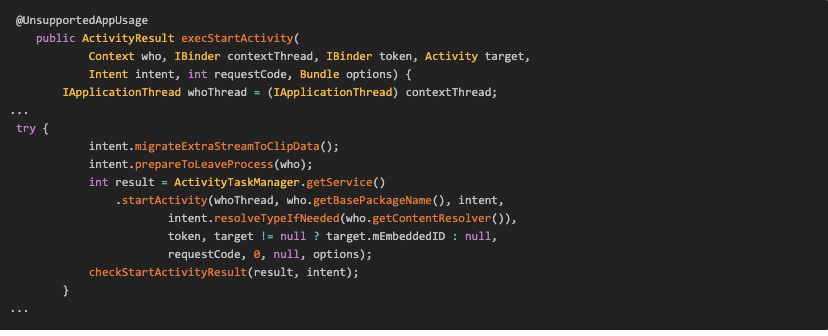 @UnsupportedAppUsage
public ActivityResult execStartActivity(
Context who, IBinder contextThread, IBinder token, Activity target,
Intent intent, int requestCode, Bundle options) {
IApplicationThread whoThread = (IApplicationThread) contextThread;
...
try {
intent.migrateExtraStreamToClipData();
intent.prepareToLeaveProcess(who);
int result = ActivityTaskManager.getService()
.startActivity(whoThread, who.getBasePackageName(), intent,
intent.resolveTypeIfNeeded(who.getContentResolver()),
token, target != null ? target.mEmbeddedID : null,
requestCode, 0, null, options);
checkStartActivityResult(result, intent);
}
...